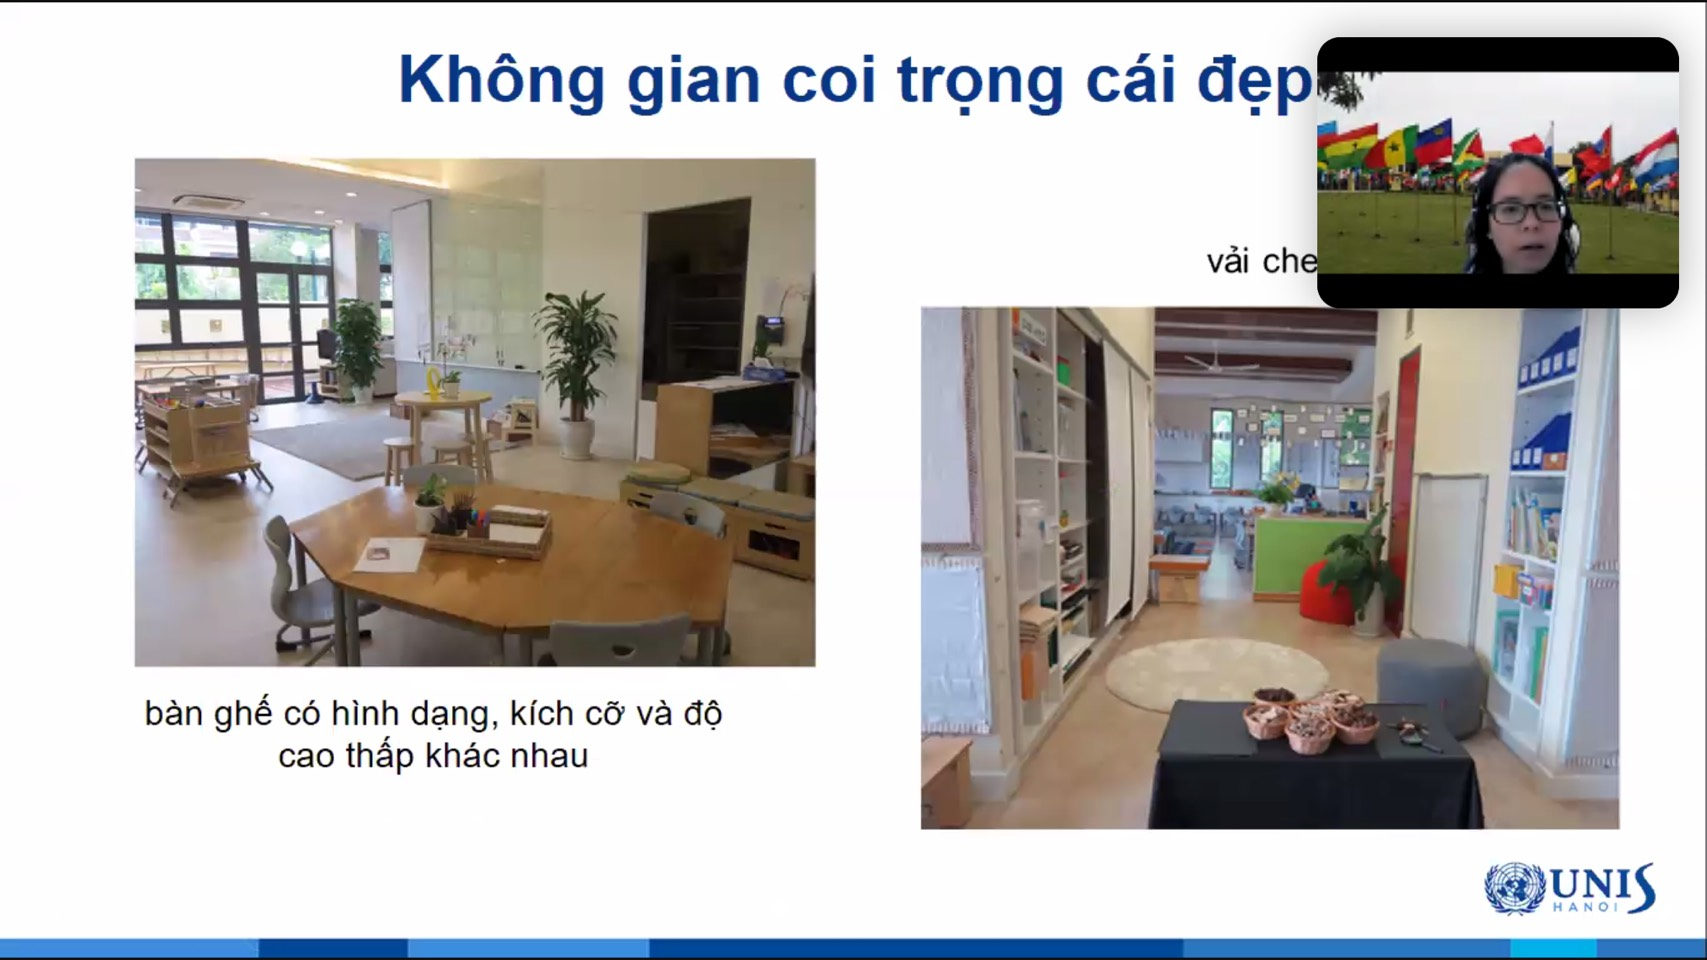 Không gian coi trọng cái đẹp
vải che
bàn ghế có hình dạng, kích cỡ và độ
cao thấp khác nhau
UNIS
HANOI